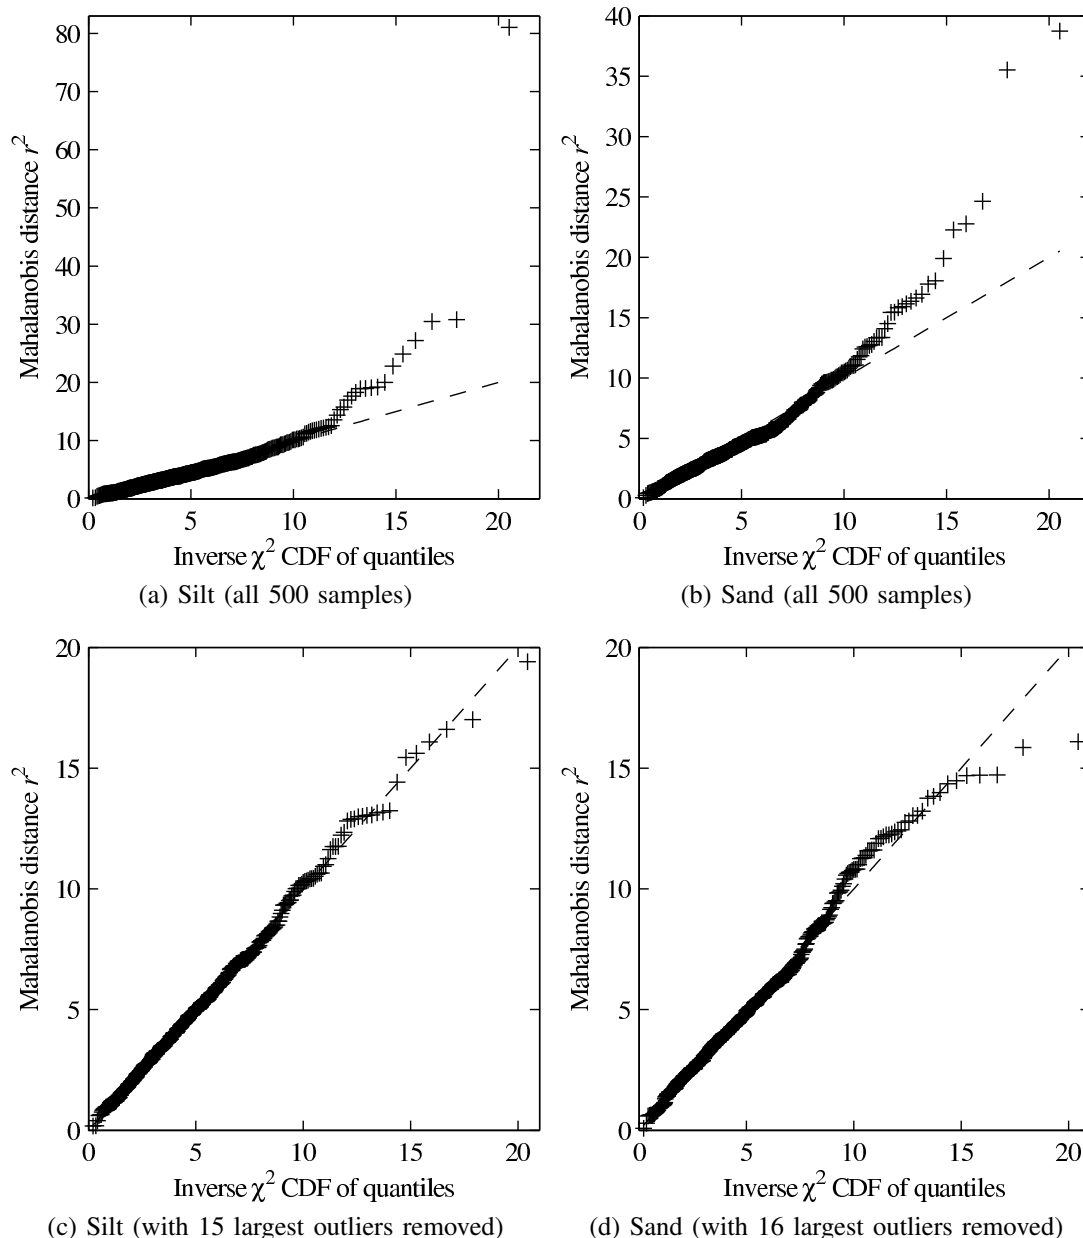 80
70
60
50
40
30
20
10
0
Mahalanobis distance r²
0 5 10 15 20
Inverse χ² CDF of quantiles
(a) Silt (all 500 samples)
40
35
30
25
20
15
10
5
0
Mahalanobis distance r²
0 5 10 15 20
Inverse χ² CDF of quantiles
(b) Sand (all 500 samples)
20
15
10
5
0
Mahalanobis distance r²
0 5 10 15 20
Inverse χ² CDF of quantiles
(c) Silt (with 15 largest outliers removed)
20
15
10
5
0
Mahalanobis distance r²
0 5 10 15 20
Inverse χ² CDF of quantiles
(d) Sand (with 16 largest outliers removed)